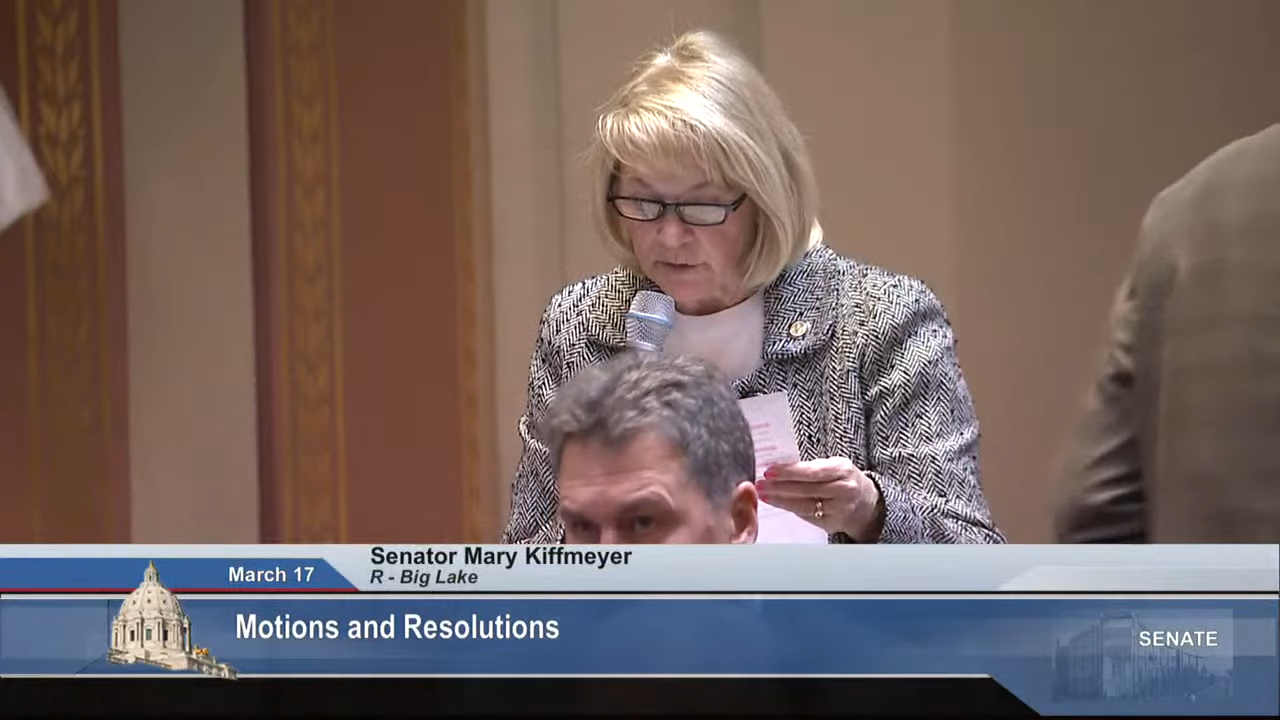 Senator Mary Kiffmeyer
March 17
R - Big Lake
Motions and Resolutions
SENATE